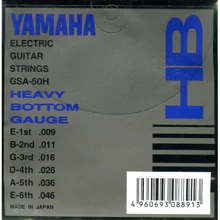 YAMAHA
ELECTRIC
GUITAR
STRINGS
GSA-50H
HEAVY
BOTTOM
GAUGE
E-1st .009
B-2nd .011
G-3rd .016
D-4th .026
A-5th .036
E-6th .046
MADE IN JAPAN
HB
4 960693 088913